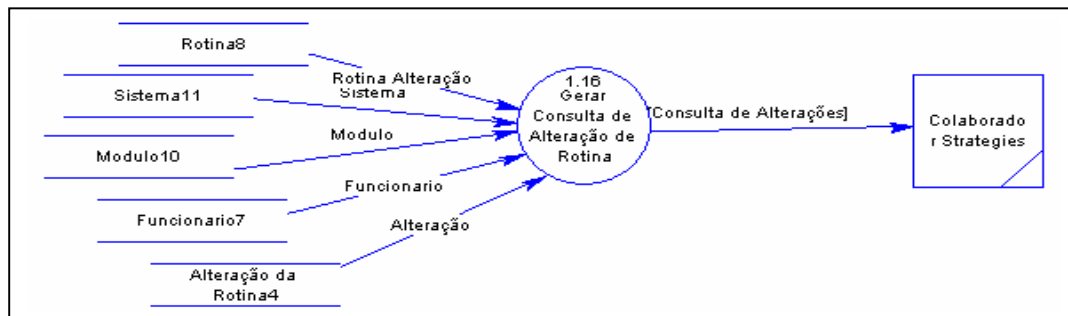 Rotina8
Rotina Alteração
Sistema11
Sistema
Modulo
Modulo10
Funcionario
Funcionario7
Alteração
Alteração da
Rotina4
1.16
Gerar
Consulta de
Alteração de
Rotina
[Consulta de Alterações]
Colaborado
r Strategies